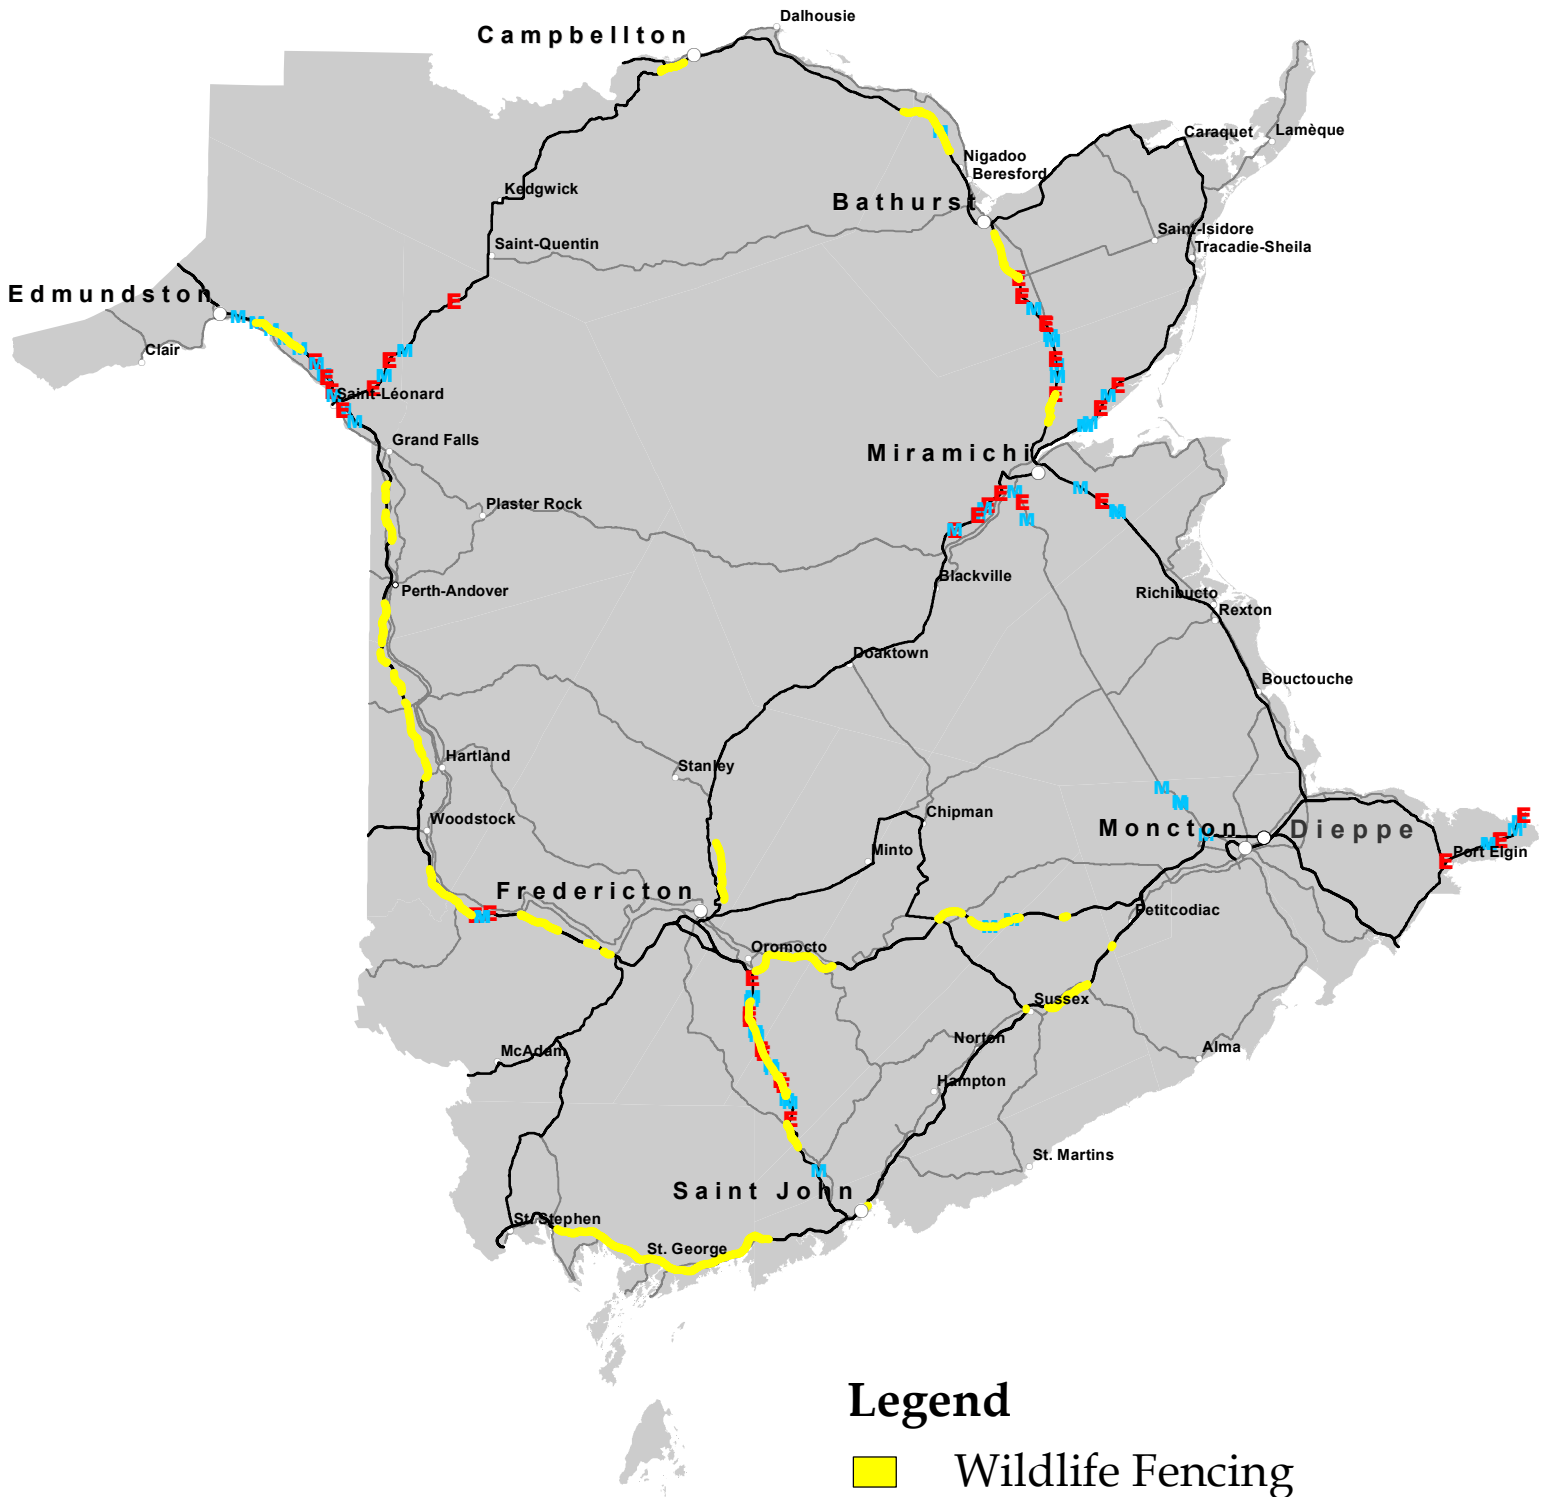 Dalhousie
Campbellton
Caraquet
Lamèque
Nigadoo
Beresford
Kedgwick
Bathurst
Saint-Isidore
Saint-Quentin
Tracadie-Sheila
Edmundston
E
M
Clair
Saint-Léonard
Grand Falls
Miramichi
Plaster Rock
Blackville
Perth-Andover
Richibucto
Rexton
Doaktown
Bouctouche
Hartland
Stanley
Chipman
Woodstock
Moncton
Dieppe
Minto
Port Elgin
Fredericton
Petitcodiac
Oromocto
Sussex
Norton
McAdam
Alma
Hampton
St. Martins
Saint John
St. Stephen
St. George
Legend
Wildlife Fencing